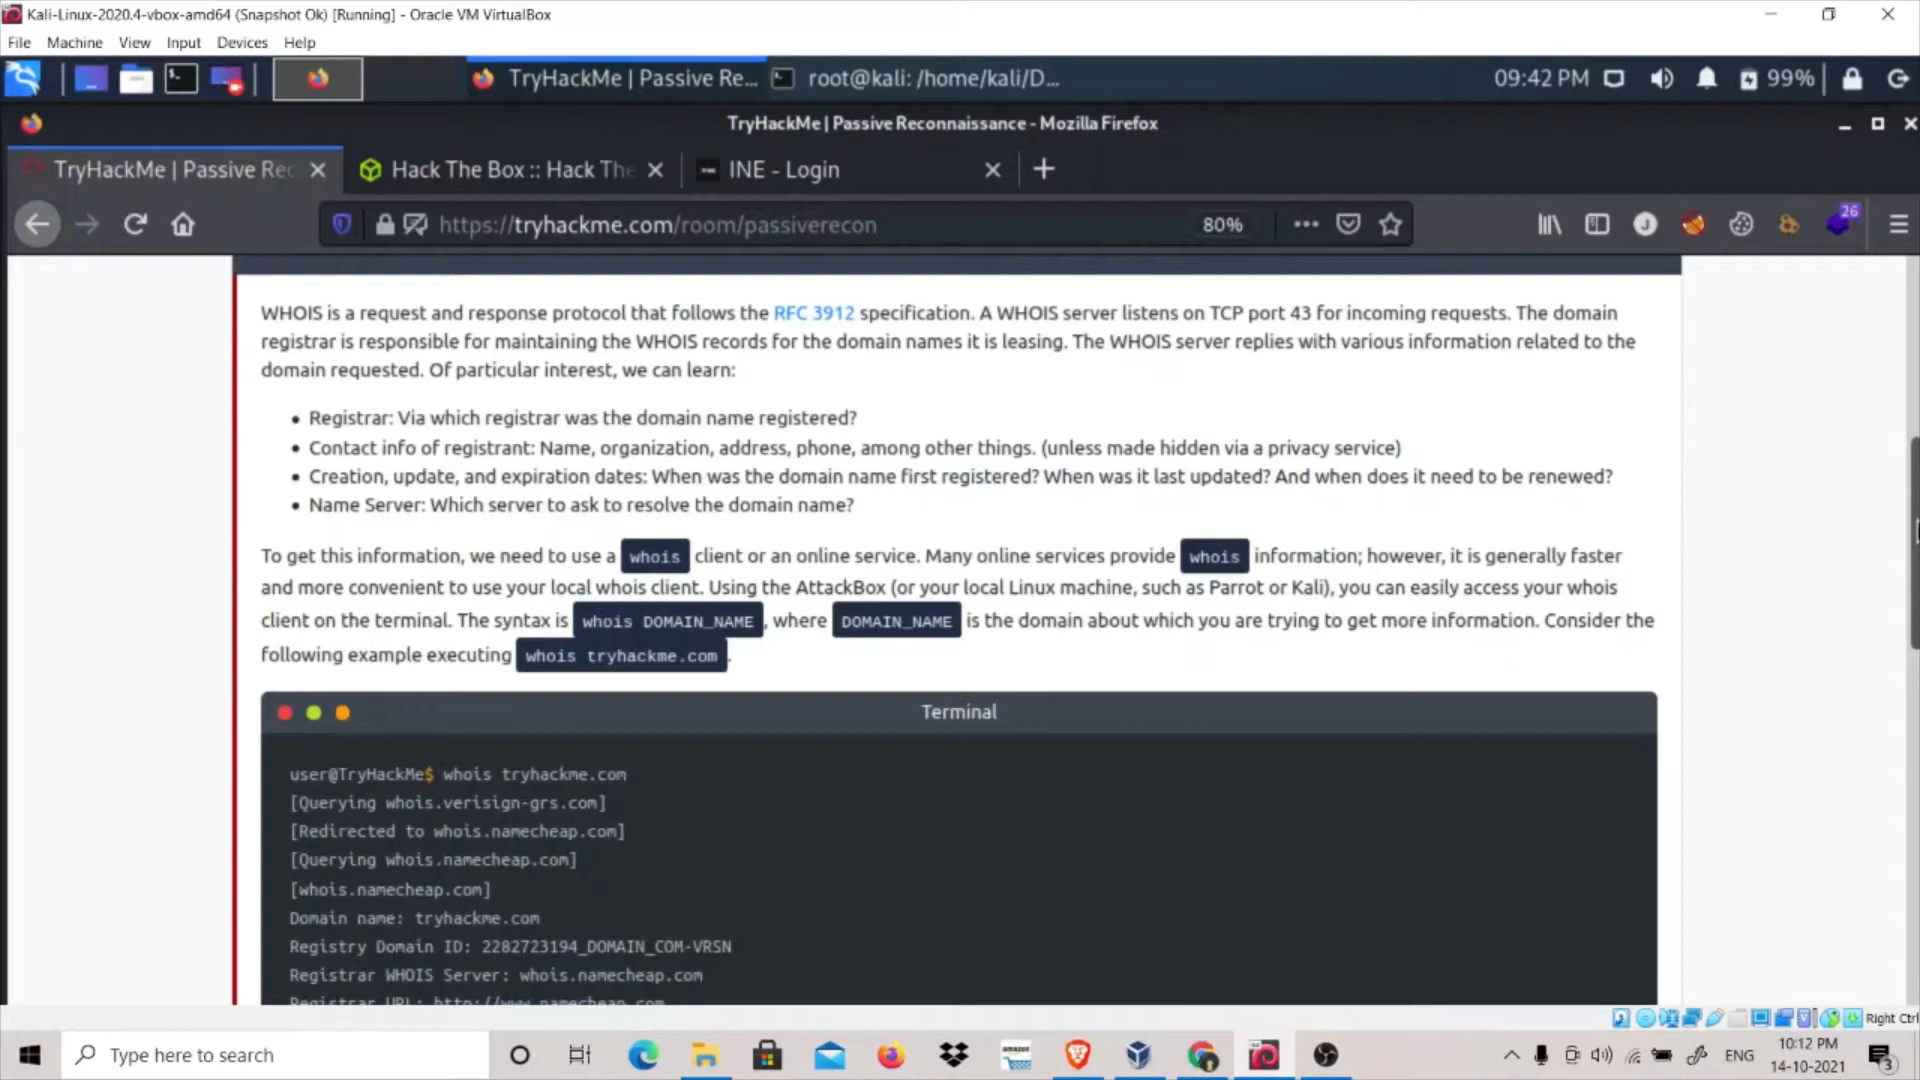 Kali-Linux-2020.4-vbox-amd64 (Snapshot Ok) [Running] - Oracle VM VirtualBox
File Machine View Input Devices Help
TryHackMe | Passive Re... root@kali: /home/kali/D... 09:42 PM 99%
TryHackMe | Passive Reconnaissance - Mozilla Firefox
TryHackMe | Passive Rec Hack The Box :: Hack The INE - Login
https://tryhackme.com/room/passiverecon 80% J 26
WHOIS is a request and response protocol that follows the RFC 3912 specification. A WHOIS server listens on TCP port 43 for incoming requests. The domain
registrar is responsible for maintaining the WHOIS records for the domain names it is leasing. The WHOIS server replies with various information related to the
domain requested. Of particular interest, we can learn:
• Registrar: Via which registrar was the domain name registered?
• Contact info of registrant: Name, organization, address, phone, among other things. (unless made hidden via a privacy service)
• Creation, update, and expiration dates: When was the domain name first registered? When was it last updated? And when does it need to be renewed?
• Name Server: Which server to ask to resolve the domain name?
To get this information, we need to use a whois client or an online service. Many online services provide whois information; however, it is generally faster
and more convenient to use your local whois client. Using the AttackBox (or your local Linux machine, such as Parrot or Kali), you can easily access your whois
client on the terminal. The syntax is whois DOMAIN_NAME, where DOMAIN_NAME is the domain about which you are trying to get more information. Consider the
following example executing whois tryhackme.com.
Terminal
user@TryHackMe$ whois tryhackme.com
[Querying whois.verisign-grs.com]
[Redirected to whois.namecheap.com]
[Querying whois.namecheap.com]
[whois.namecheap.com]
Domain name: tryhackme.com
Registry Domain ID: 2282723194_DOMAIN_COM-VRSN
Registrar WHOIS Server: whois.namecheap.com
Registrar URL: http://www.namecheap.com
Right Ctrl
Type here to search amazon ENG 10:12 PM
14-10-2021 3